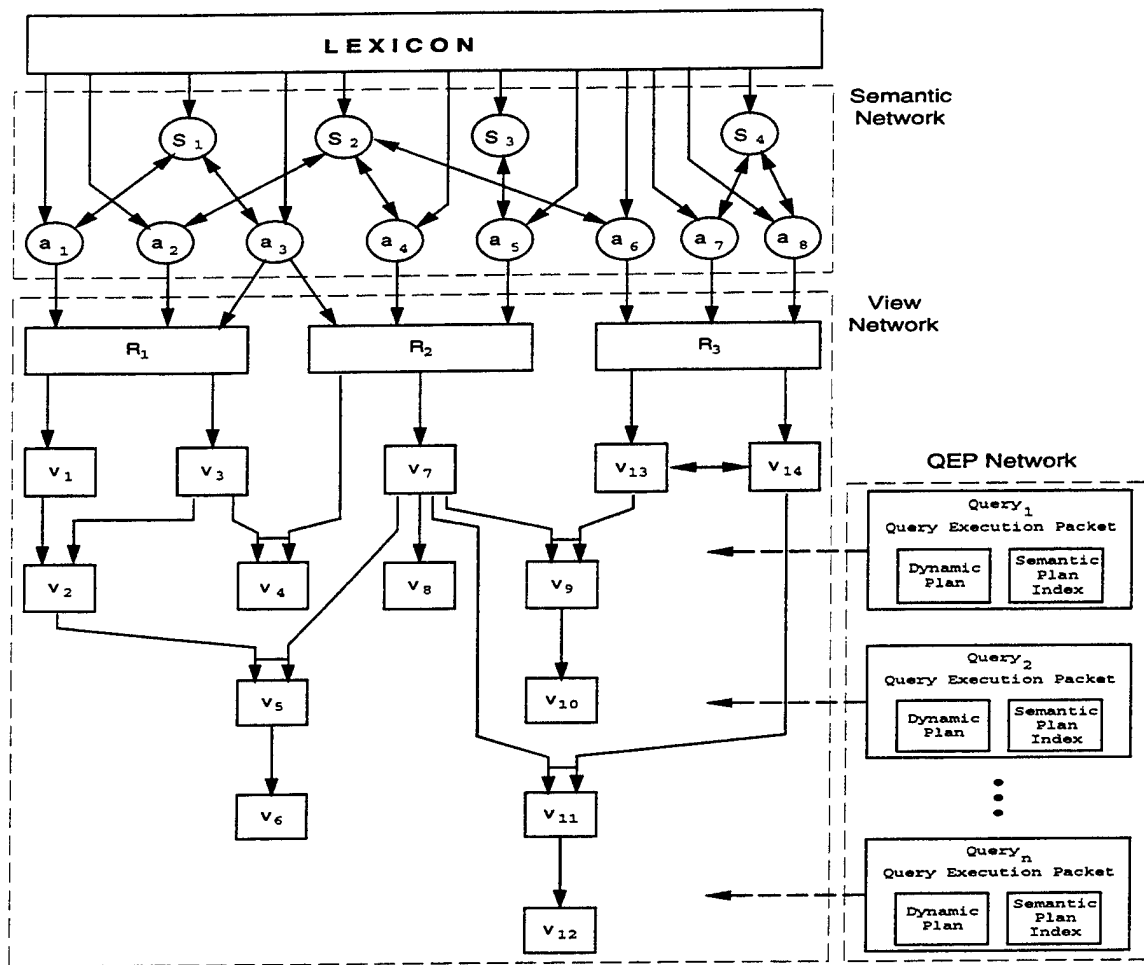 LEXICON
Semantic
Network
S1
S2
S3
S4
a1
a2
a3
a4
a5
a6
a7
a8
View
Network
R1
R2
R3
QEP Network
v1
v3
v7
v13
v14
Query1
Query Execution Packet
Dynamic
Plan
Semantic
Plan
Index
v2
v4
v8
v9
Query2
Query Execution Packet
Dynamic
Plan
Semantic
Plan
Index
v5
v10
v6
v11
Queryn
Query Execution Packet
Dynamic
Plan
Semantic
Plan
Index
v12